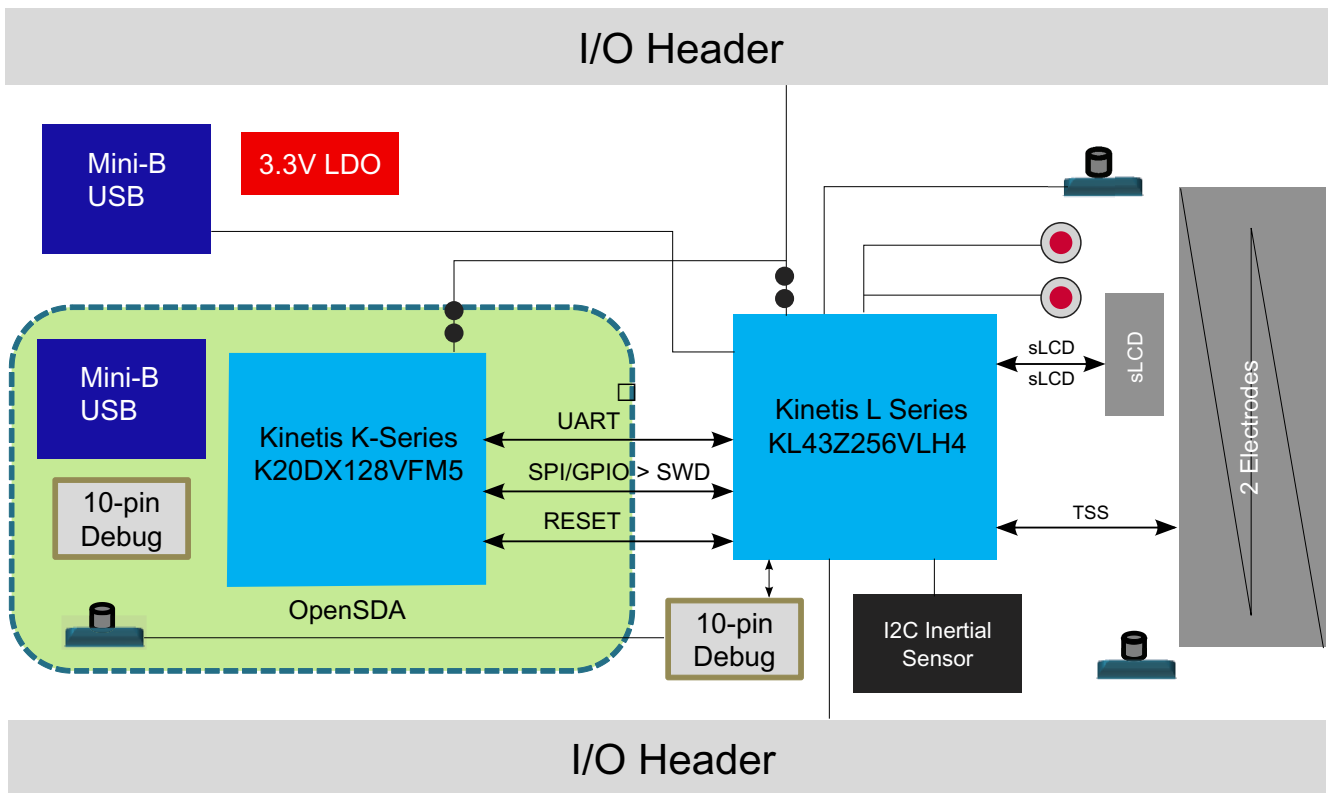 I/O Header
Mini-B
USB
3.3V LDO
Mini-B
USB
10-pin
Debug
Kinetis K-Series
K20DX128VFM5
OpenSDA
UART
SPI/GPIO > SWD
RESET
Kinetis L Series
KL43Z256VLH4
sLCD
sLCD
sLCD
2 Electrodes
TSS
10-pin
Debug
I2C Inertial
Sensor
I/O Header